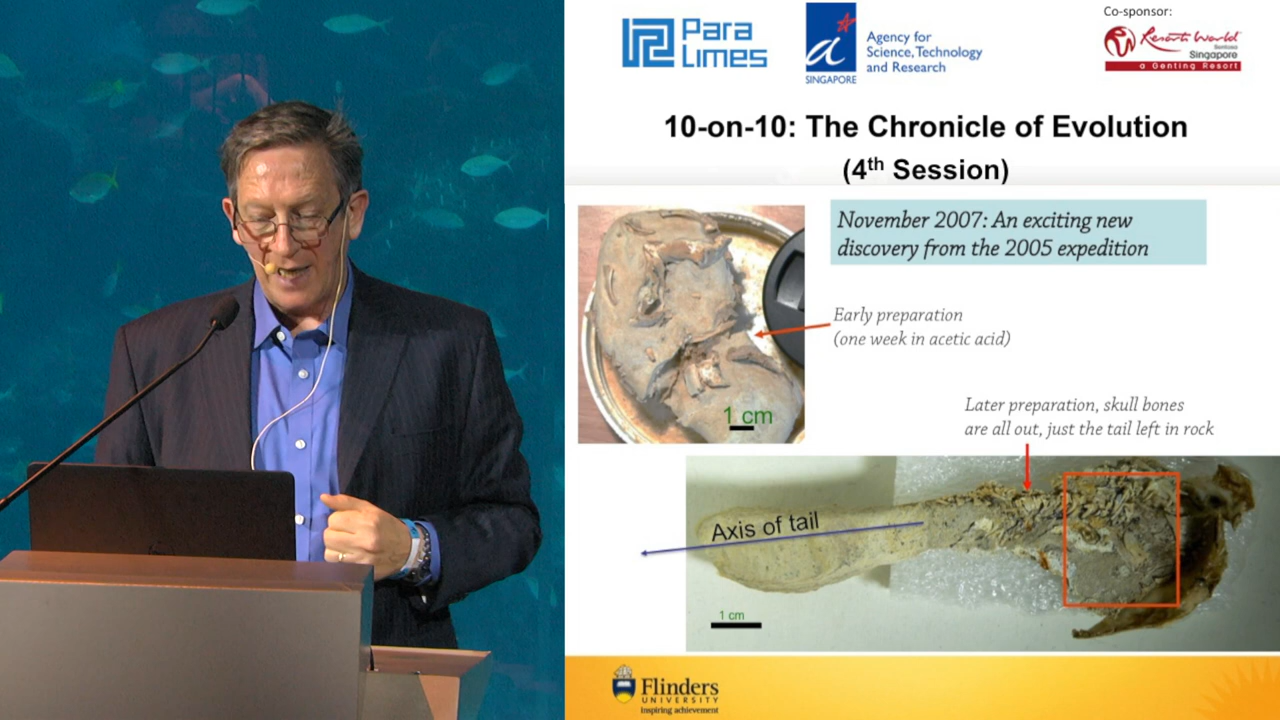 Para
Limes
Agency for
Science, Technology
and Research
SINGAPORE
Co-sponsor:
Resorts World
Sentosa
Singapore
a Genting Resort
10-on-10: The Chronicle of Evolution
(4th Session)
November 2007: An exciting new
discovery from the 2005 expedition
Early preparation
(one week in acetic acid)
1 cm
Later preparation, skull bones
are all out, just the tail left in rock
Axis of tail
1 cm
Flinders
UNIVERSITY
inspiring achievement